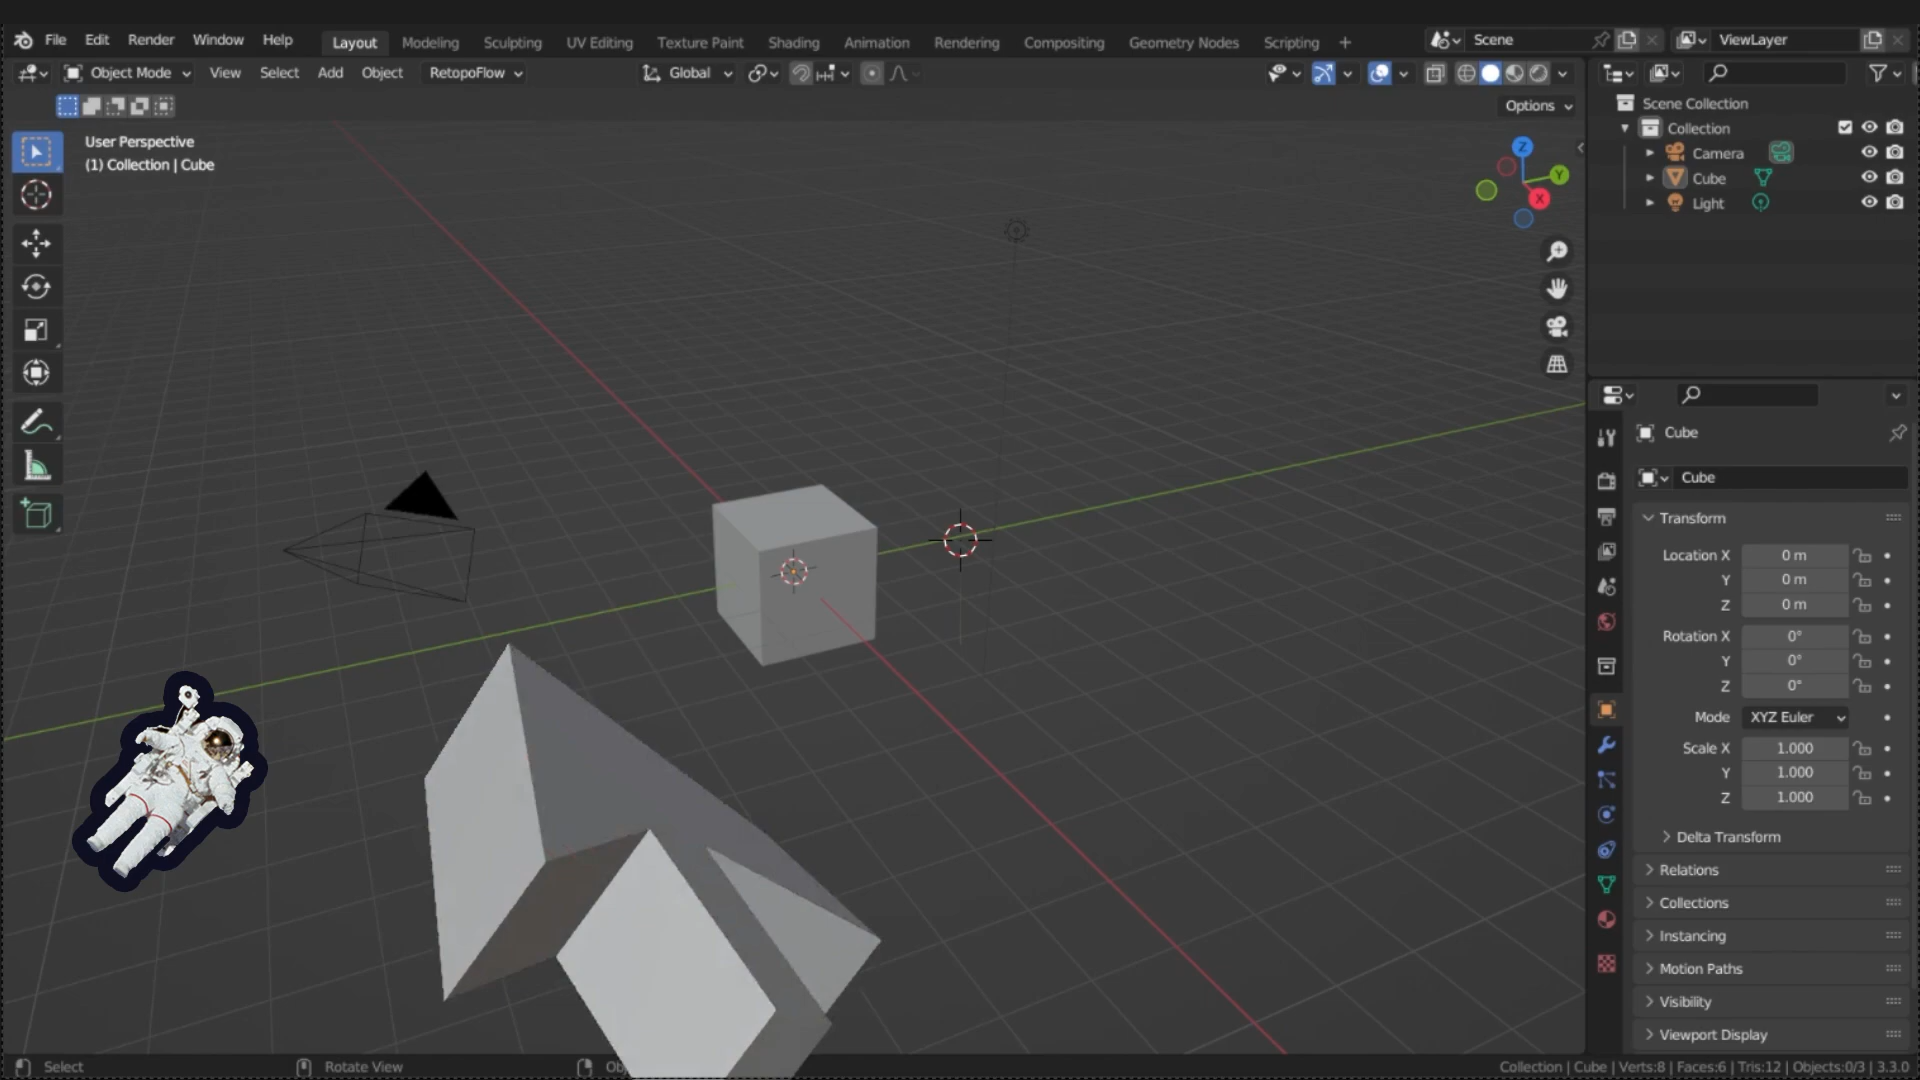 File Edit Render Window Help Layout Modeling Sculpting UV Editing Texture Paint Shading Animation Rendering Compositing Geometry Nodes Scripting + Scene ViewLayer
Object Mode View Select Add Object RetopoFlow Global
Options
User Perspective
(1) Collection | Cube
Z
Y
X
Scene Collection
Collection
Camera
Cube
Light
Cube
Cube
Transform
Location X 0 m
Y 0 m
Z 0 m
Rotation X 0°
Y 0°
Z 0°
Mode XYZ Euler
Scale X 1.000
Y 1.000
Z 1.000
Delta Transform
Relations
Collections
Instancing
Motion Paths
Visibility
Viewport Display
Select Rotate View Collection | Cube | Verts:8 | Faces:6 | Tris:12 | Objects:0/3 | 3.3.0